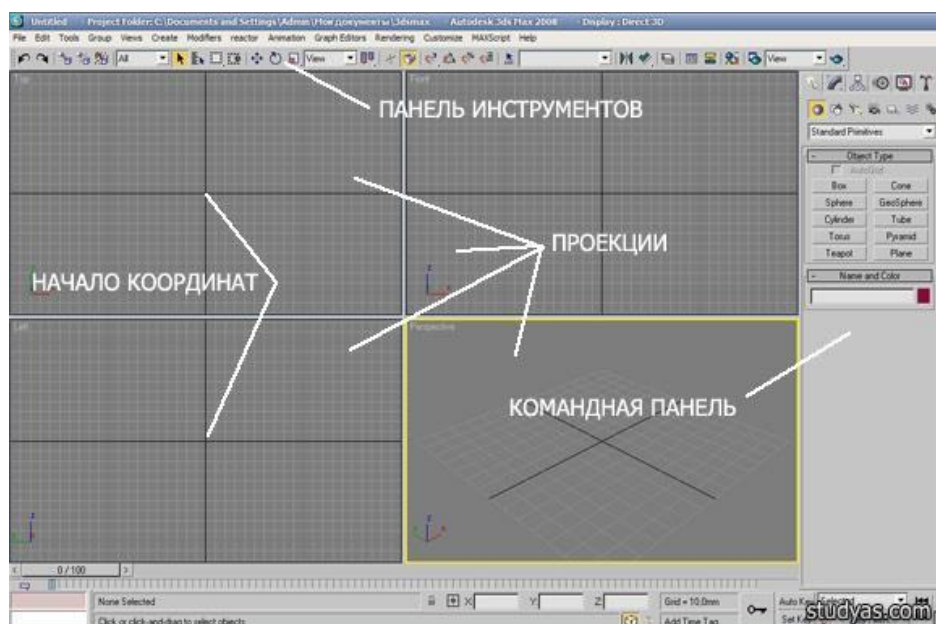 Untitled - Project Folder: C:\Documents and Settings\Admin\Мои документы\3dsmax - Autodesk 3ds Max 2008 - Display : Direct 3D
File Edit Tools Group Views Create Modifiers reactor Animation Graph Editors Rendering Customize MAXScript Help
All View View
Top Front
ПАНЕЛЬ ИНСТРУМЕНТОВ
Standard Primitives
Object Type
AutoGrid
Box Cone
Sphere GeoSphere
Cylinder Tube
Torus Pyramid
Teapot Plane
ПРОЕКЦИИ
НАЧАЛО КООРДИНАТ
Name and Color
Left Perspective
КОМАНДНАЯ ПАНЕЛЬ
0 / 100
None Selected X Y Z Grid = 10,0mm Auto Key Selected
Click or click-and-drag to select objects Add Time Tag Set K
studyas.com